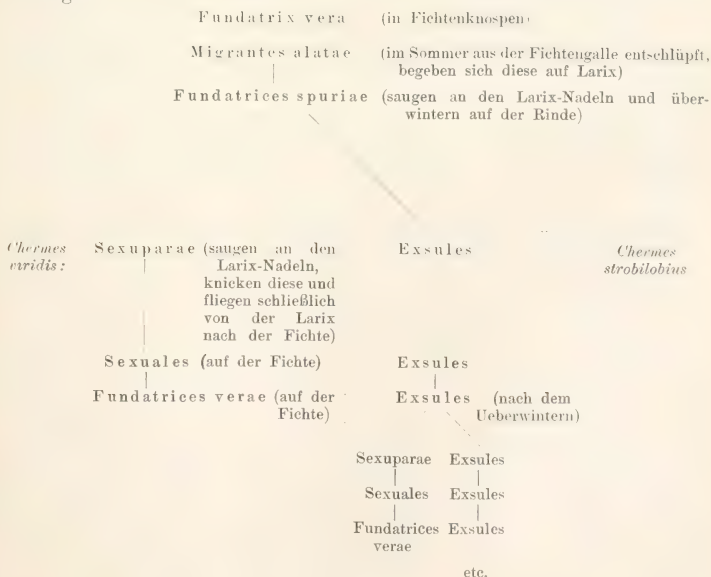 Fundatrix vera (in Fichtenknospen)
Migrantes alatae (im Sommer aus der Fichtengalle entschlüpft,
begeben sich diese auf Larix)
Fundatrices spuriae (saugen an den Larix-Nadeln und über-
wintern auf der Rinde)
Chermes viridis:
Sexuparae (saugen an den
Larix-Nadeln,
knicken diese und
fliegen schließlich
von der Larix
nach der Fichte)
Exsules
Chermes strobilobius
Sexuales (auf der Fichte) Exsules
Fundatrices verae (auf der
Fichte)
Exsules (nach dem
Ueberwintern)
Sexuparae Exsules
Sexuales Exsules
Fundatrices Exsules
verae
etc.